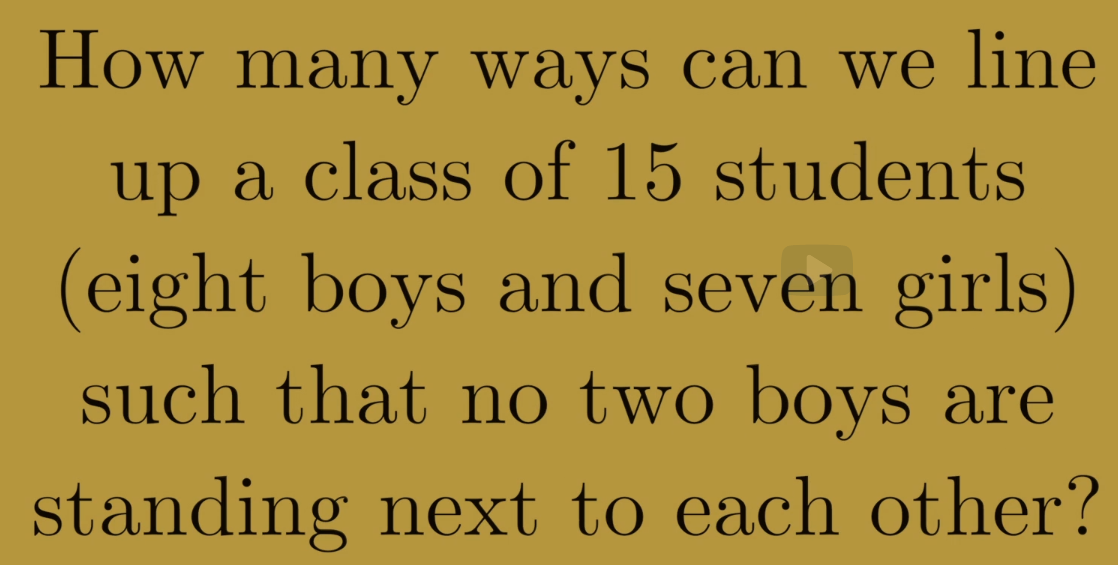 How many ways can we line
up a class of 15 students
(eight boys and seven girls)
such that no two boys are
standing next to each other?